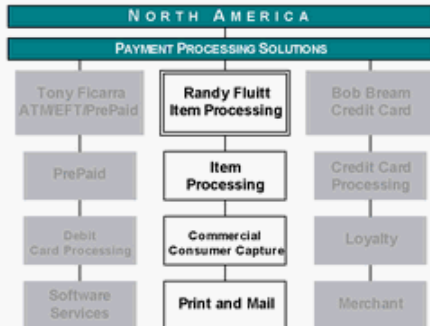 NORTH AMERICA
PAYMENT PROCESSING SOLUTIONS
Tony Ficarra
ATM/EFT/PrePaid
PrePaid
Debit
Card Processing
Software
Services
Randy Fluitt
Item Processing
Item
Processing
Commercial
Consumer Capture
Print and Mail
Bob Bream
Credit Card
Credit Card
Processing
Loyalty
Merchant